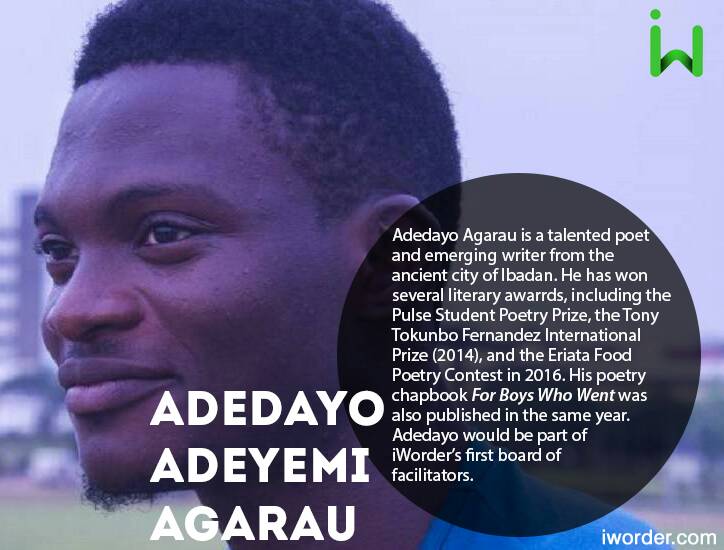 iw
Adedayo Agarau is a talented poet
and emerging writer from the
ancient city of Ibadan. He has won
several literary awarrds, including the
Pulse Student Poetry Prize, the Tony
Tokunbo Fernandez International
Prize (2014), and the Eriata Food
Poetry Contest in 2016. His poetry
chapbook For Boys Who Went was
also published in the same year.
Adedayo would be part of
iWorder's first board of
facilitators.
ADEDAYO
ADEYEMI
AGARAU
iworder.com